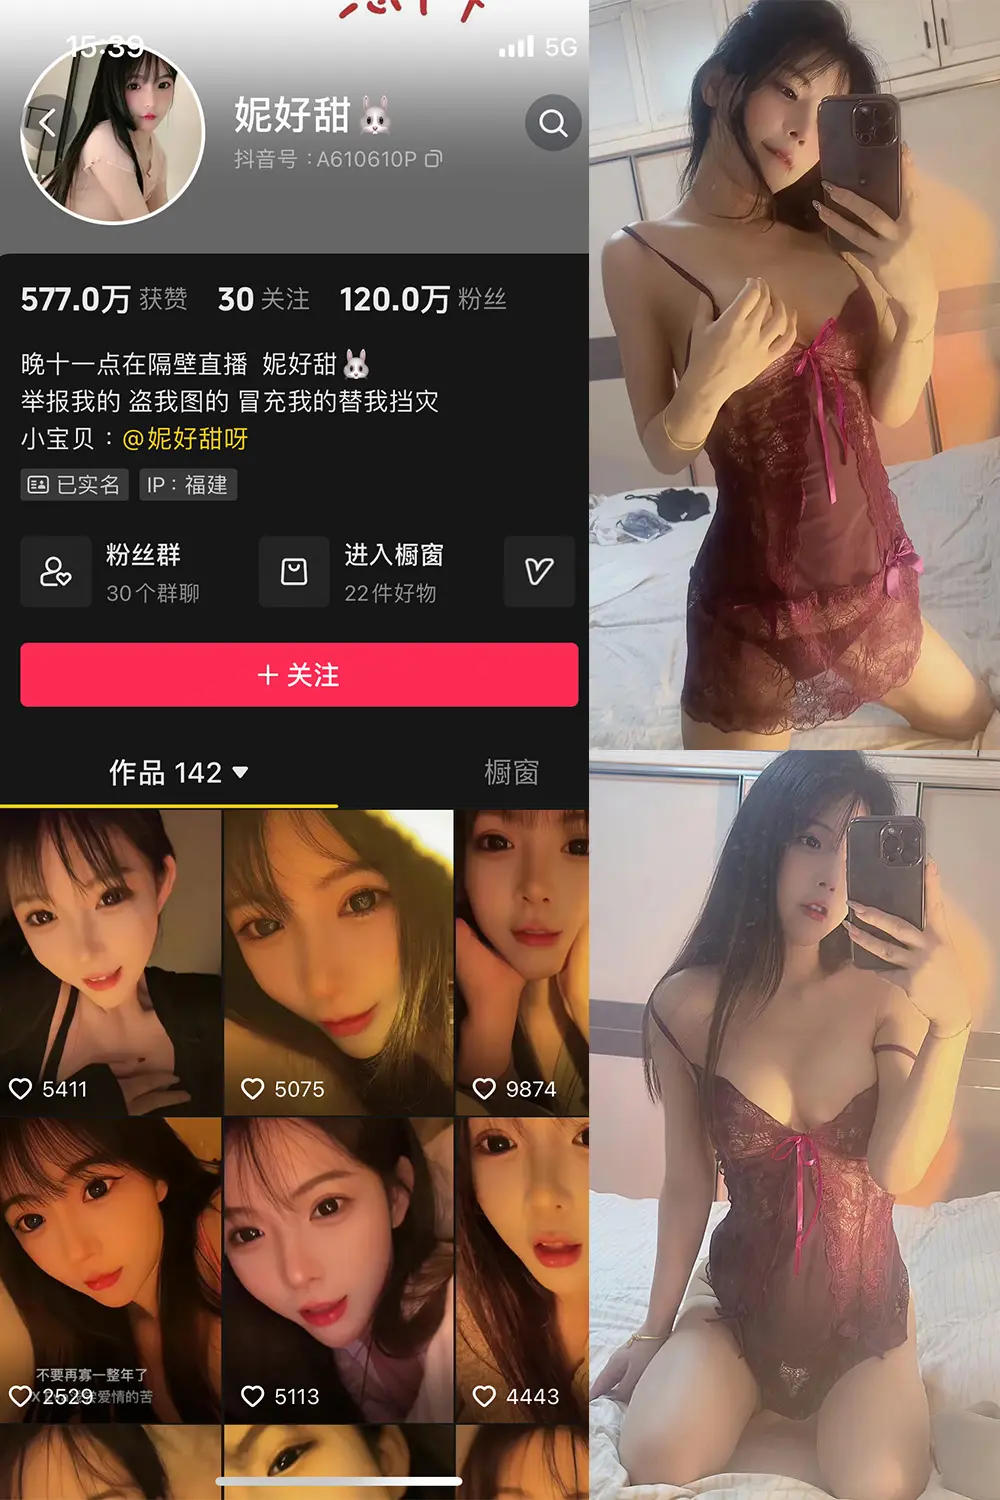 15:39
5G
妮好甜🐰
抖音号：A610610P
577.0万 获赞 30 关注 120.0万 粉丝
晚十一点在隔壁直播 妮好甜🐰
举报我的 盗我图的 冒充我的替我挡灾
小宝贝：@妮好甜呀
已实名 IP：福建
粉丝群
30个群聊
进入橱窗
22件好物
＋关注
作品 142 ▼ 橱窗
5411
5075
9874
不要再寡一整年了
爱情的苦
2529
5113
4443